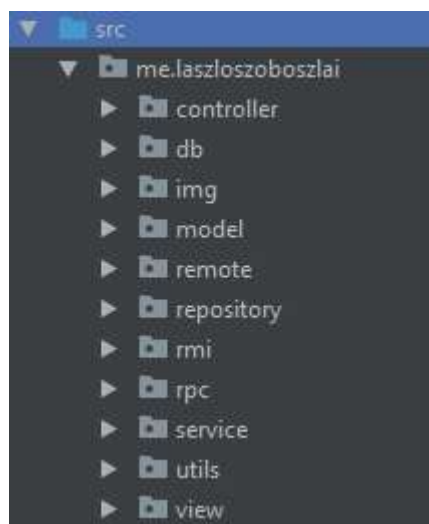 src
me.laszloszoboszlai
controller
db
img
model
remote
repository
rmi
rpc
service
utils
view